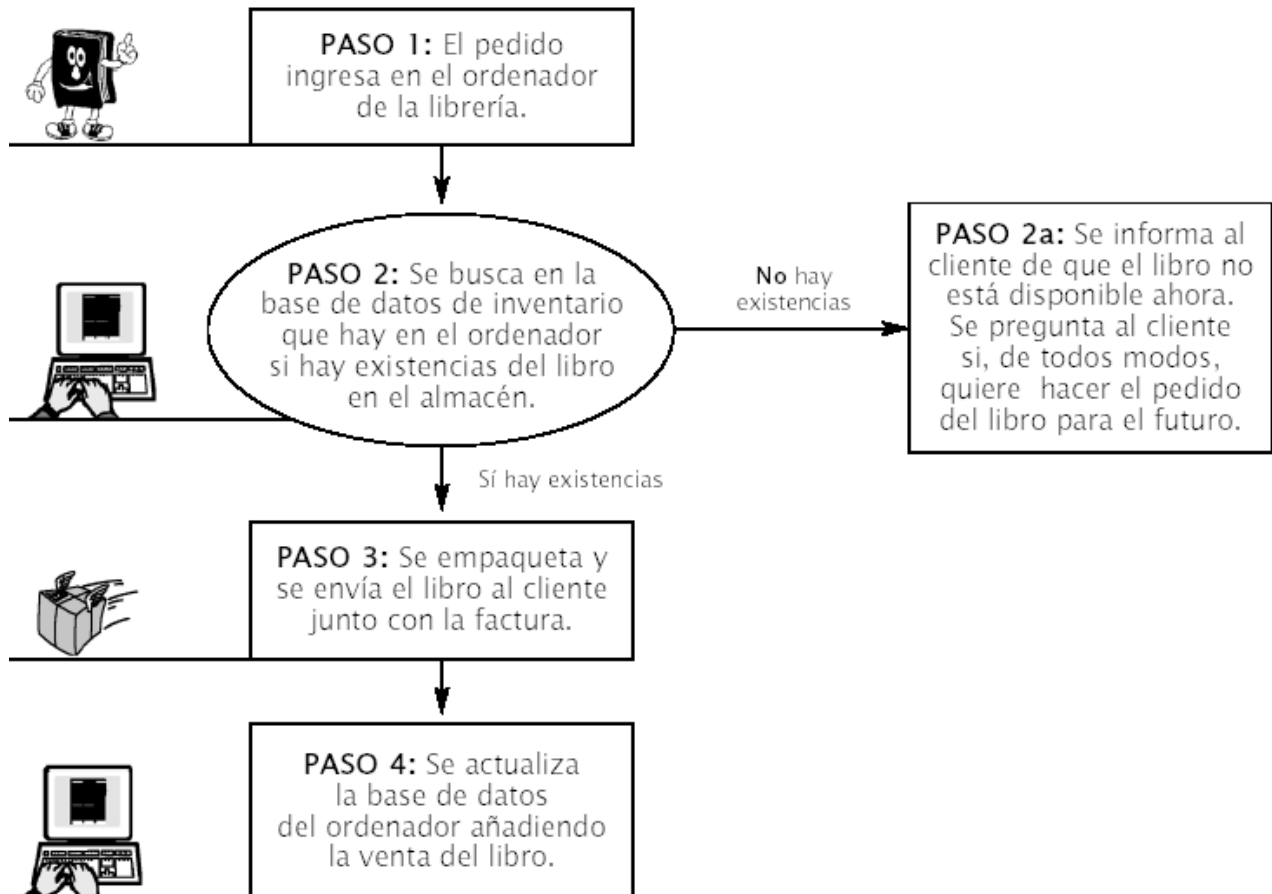 PASO 1: El pedido
ingresa en el ordenador
de la librería.
PASO 2: Se busca en la
base de datos de inventario
que hay en el ordenador
si hay existencias del libro
en el almacén.
No hay
existencias
PASO 2a: Se informa al
cliente de que el libro no
está disponible ahora.
Se pregunta al cliente
si, de todos modos,
quiere hacer el pedido
del libro para el futuro.
Sí hay existencias
PASO 3: Se empaqueta y
se envía el libro al cliente
junto con la factura.
PASO 4: Se actualiza
la base de datos
del ordenador añadiendo
la venta del libro.